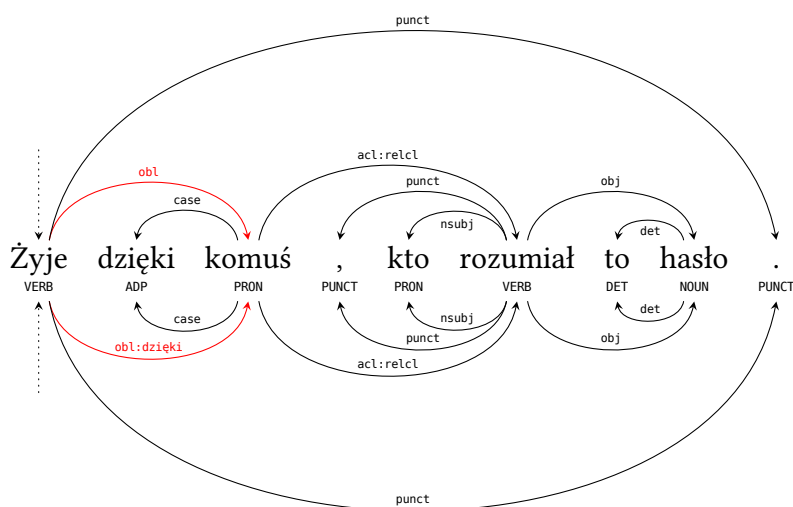 punct
obl
acl:relcl
punct
obj
case
nsubj
det
Żyje dzięki komuś , kto rozumiał to hasło .
VERB ADP PRON PUNCT PRON VERB DET NOUN PUNCT
case
nsubj
det
obl:dzięki
punct
obj
acl:relcl
punct